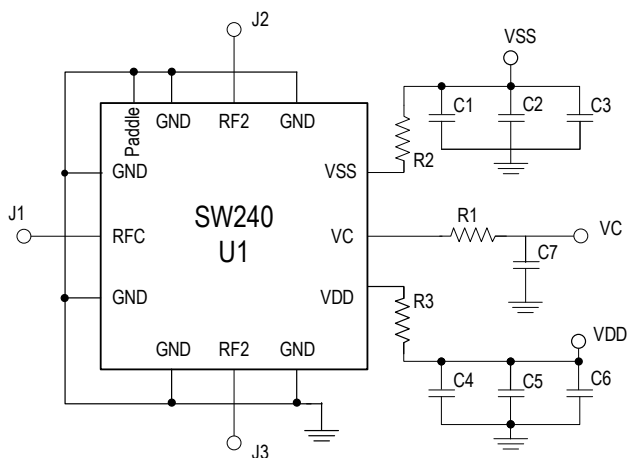 J2
VSS
C1
C2
C3
Paddle
GND
RF2
GND
R2
GND
VSS
J1
RFC
SW240
U1
VC
R1
VC
C7
GND
VDD
R3
VDD
GND
RF2
GND
C4
C5
C6
J3